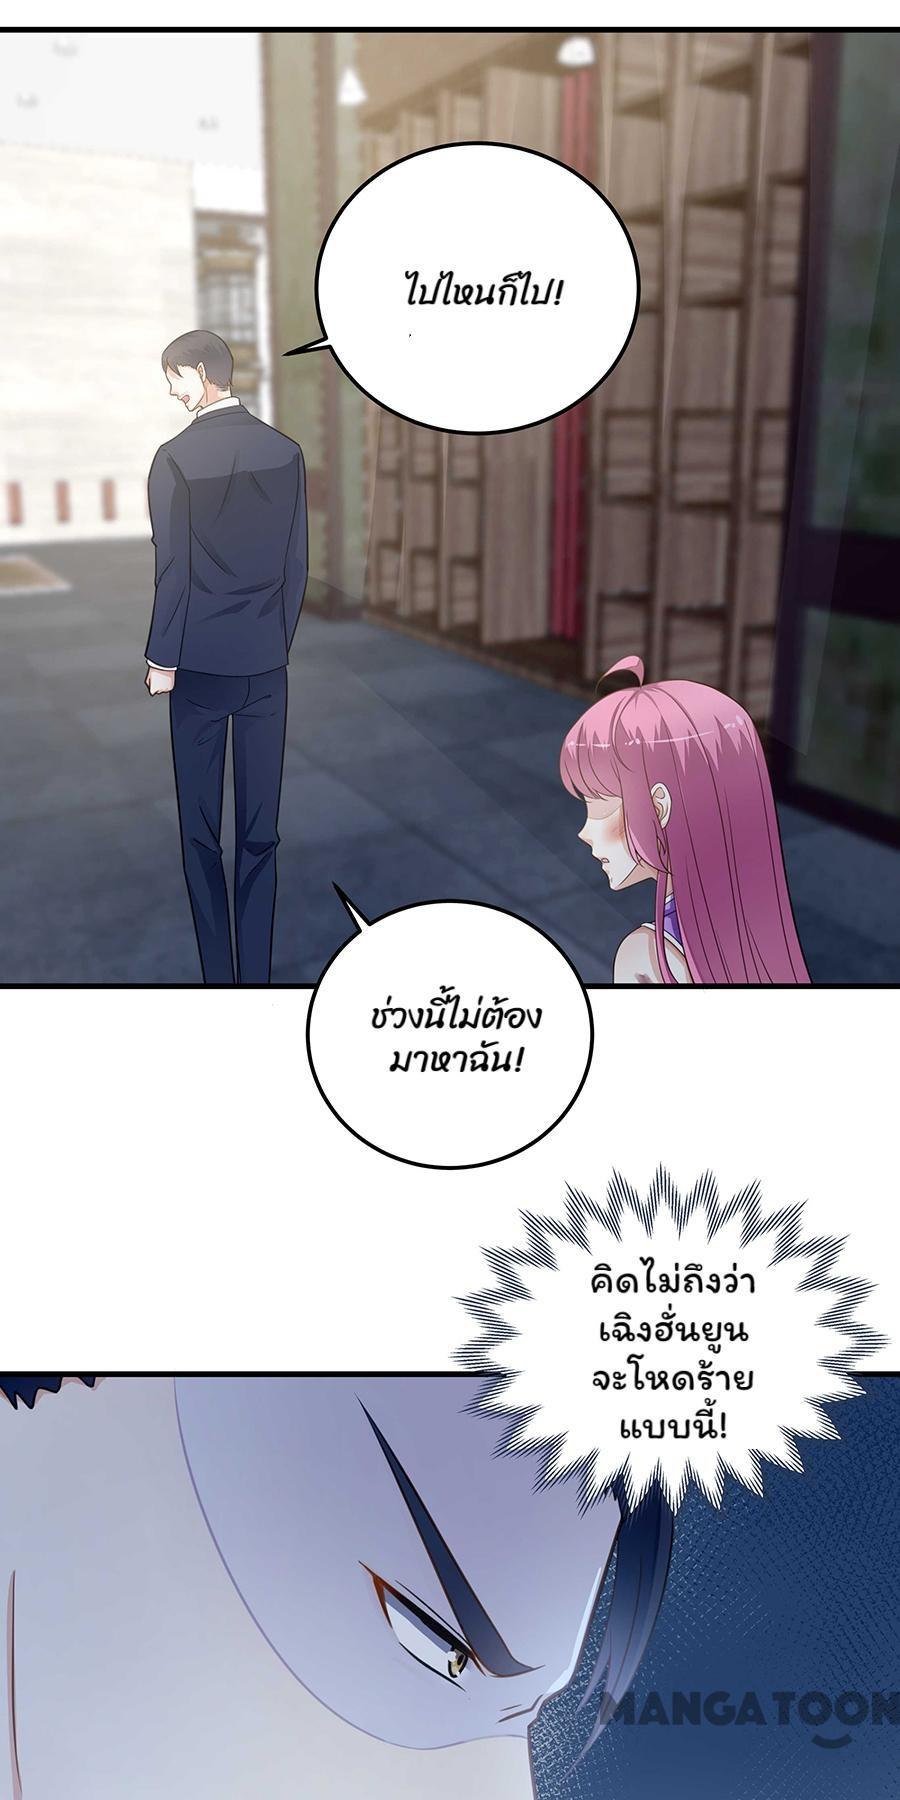 ไปไหนก็ไป!
ช่วงนี้ไม่ต้อง
มาหาฉัน!
คิดไม่ถึงว่า
เฉิงฮั่นยูน
จะโหดร้าย
แบบนี้!
MANGATOON